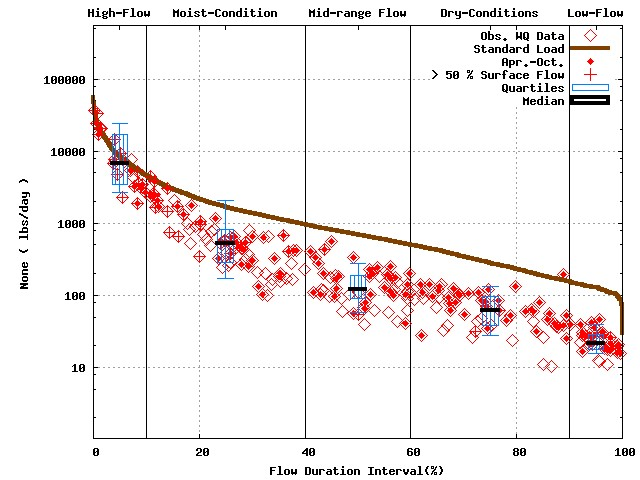 High-Flow Moist-Condition Mid-range Flow Dry-Conditions Low-Flow
Obs. WQ Data
Standard Load
Apr.-Oct.
> 50 % Surface Flow
Quartiles
Median
100000
10000
1000
100
10
None ( lbs/day )
0 20 40 60 80 100
Flow Duration Interval(%)